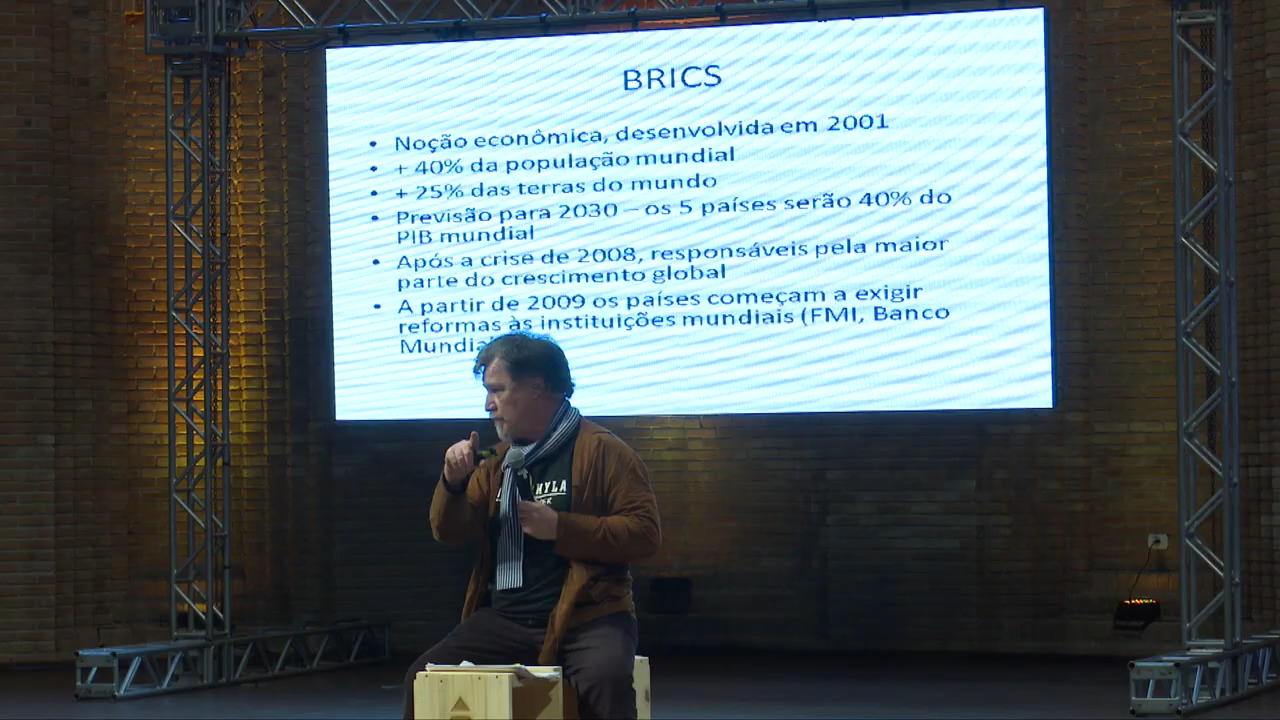 BRICS
• Noção econômica, desenvolvida em 2001
• + 40% da população mundial
• + 25% das terras do mundo
• Previsão para 2030 – os 5 países serão 40% do
PIB mundial
• Após a crise de 2008, responsáveis pela maior
parte do crescimento global
• A partir de 2009 os países começam a exigir
reformas às instituições mundiais (FMI, Banco